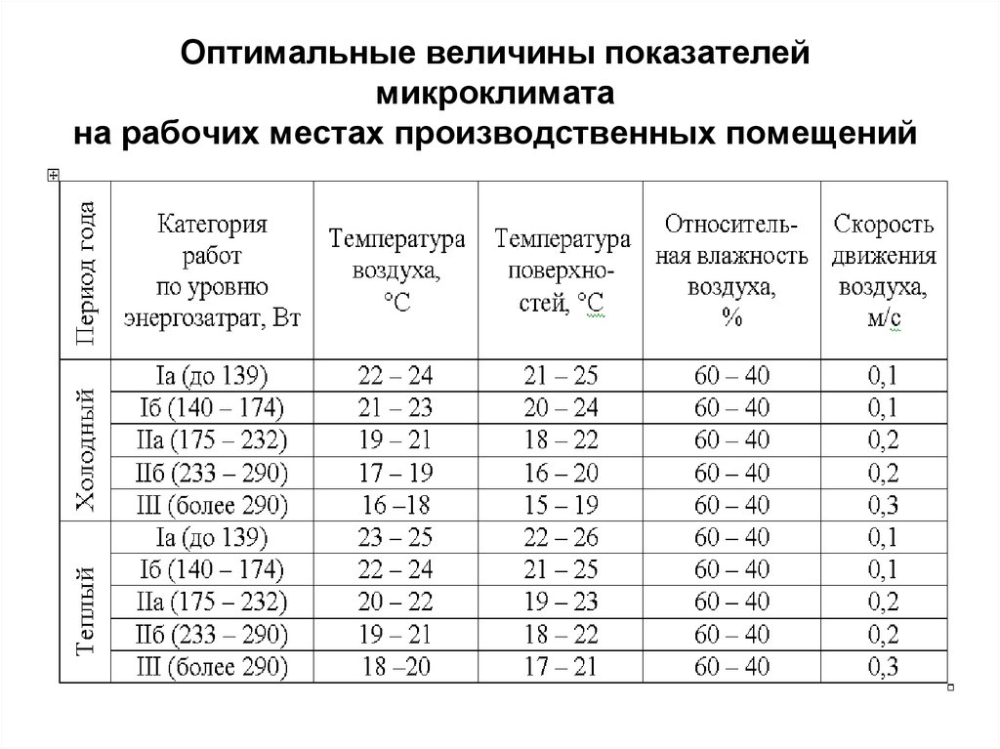 Оптимальные величины показателей
микроклимата
на рабочих местах производственных помещений
Период года
Категория
работ
по уровню
энергозатрат, Вт
Температура
воздуха,
°С
Температура
поверхно-
стей, °С
Относитель-
ная влажность
воздуха,
%
Скорость
движения
воздуха,
м/с
Холодный
Iа (до 139) 22 – 24 21 – 25 60 – 40 0,1
Iб (140 – 174) 21 – 23 20 – 24 60 – 40 0,1
IIа (175 – 232) 19 – 21 18 – 22 60 – 40 0,2
IIб (233 – 290) 17 – 19 16 – 20 60 – 40 0,2
III (более 290) 16 –18 15 – 19 60 – 40 0,3
Теплый
Iа (до 139) 23 – 25 22 – 26 60 – 40 0,1
Iб (140 – 174) 22 – 24 21 – 25 60 – 40 0,1
IIа (175 – 232) 20 – 22 19 – 23 60 – 40 0,2
IIб (233 – 290) 19 – 21 18 – 22 60 – 40 0,2
III (более 290) 18 –20 17 – 21 60 – 40 0,3